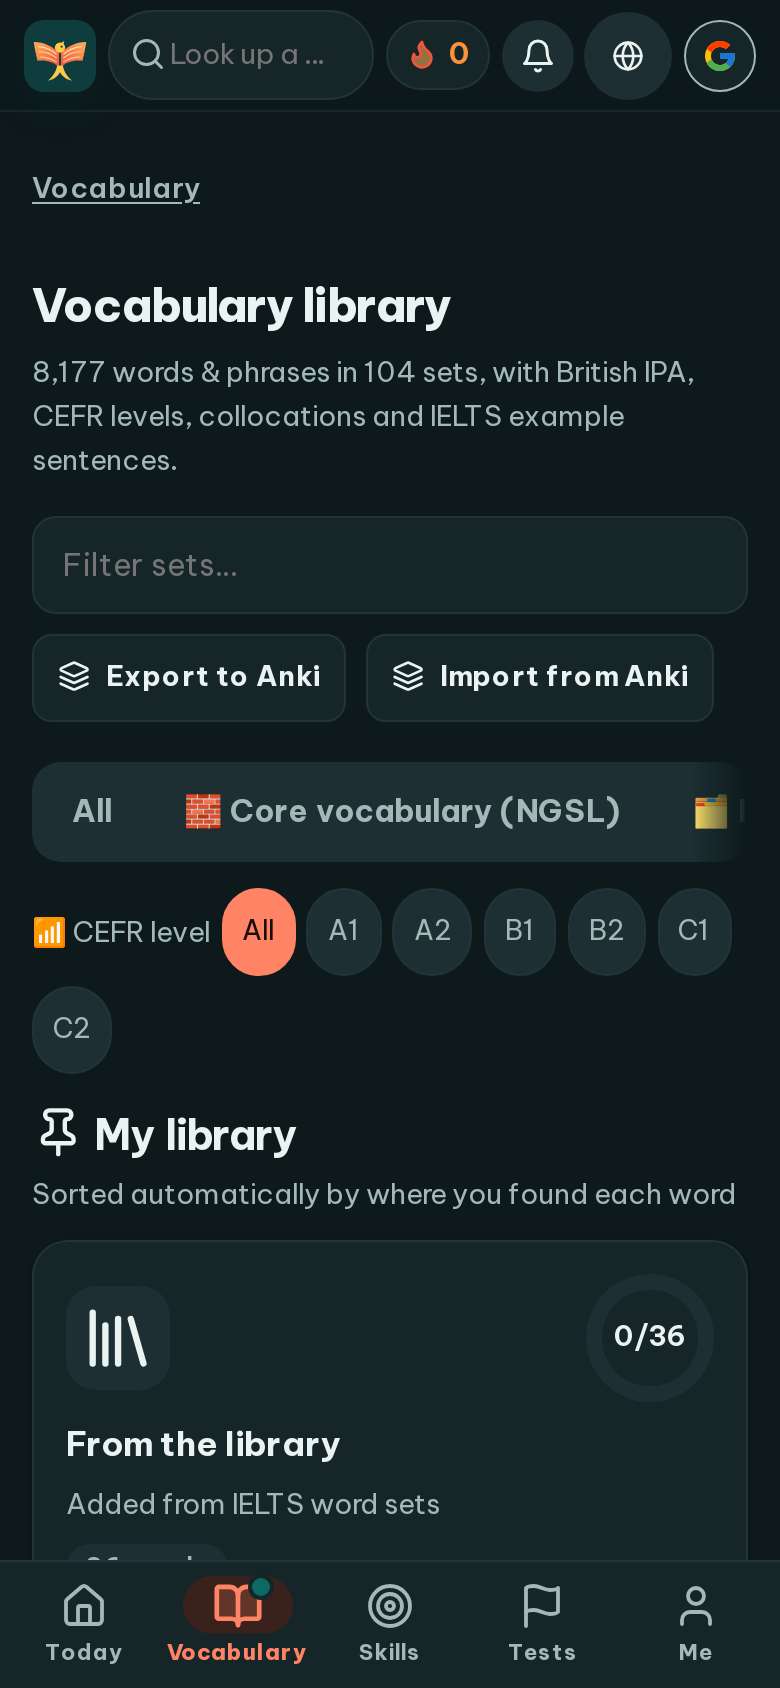 Look up a ...
0
Vocabulary
Vocabulary library
8,177 words & phrases in 104 sets, with British IPA,
CEFR levels, collocations and IELTS example
sentences.
Filter sets...
Export to Anki
Import from Anki
All
Core vocabulary (NGSL)
CEFR level
All
A1
A2
B1
B2
C1
C2
My library
Sorted automatically by where you found each word
0/36
From the library
Added from IELTS word sets
Today
Vocabulary
Skills
Tests
Me